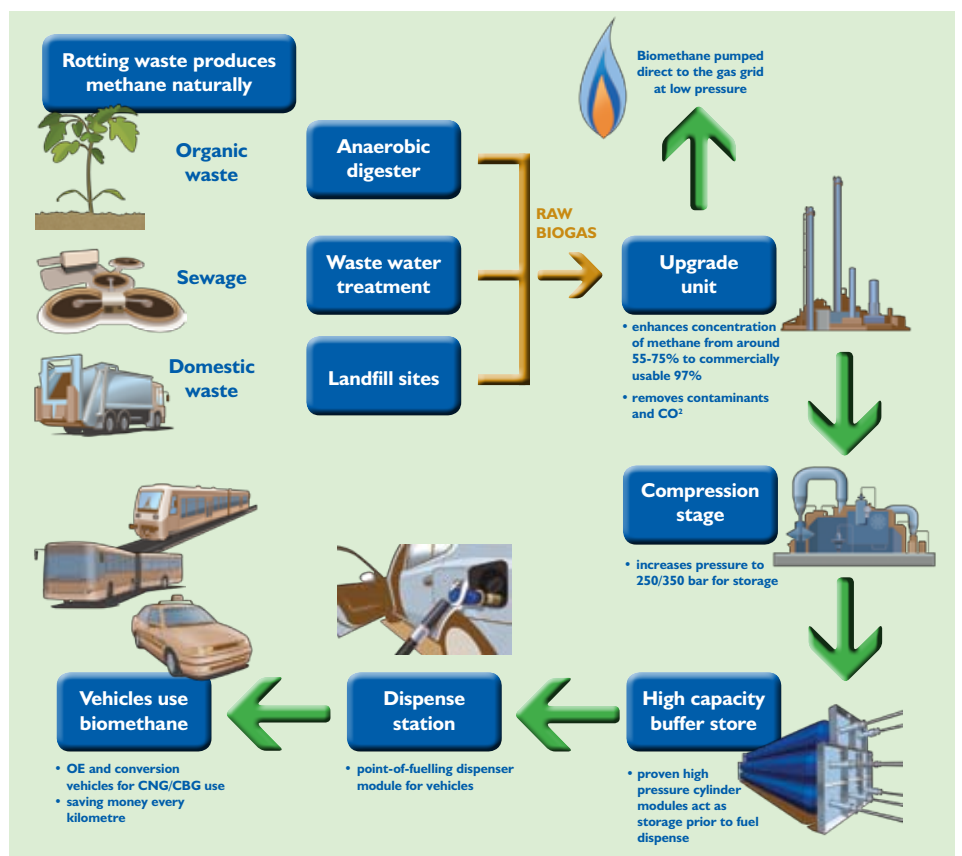 Rotting waste produces
methane naturally
Organic
waste
Anaerobic
digester
Biomethane pumped
direct to the gas grid
at low pressure
RAW
BIOGAS
Sewage
Waste water
treatment
Upgrade
unit
• enhances concentration
of methane from around
55-75% to commercially
usable 97%
• removes contaminants
and CO²
Domestic
waste
Landfill sites
Compression
stage
• increases pressure to
250/350 bar for storage
High capacity
buffer store
• proven high
pressure cylinder
modules act as
storage prior to fuel
dispense
Dispense
station
• point-of-fuelling dispenser
module for vehicles
Vehicles use
biomethane
• OE and conversion
vehicles for CNG/CBG use
• saving money every
kilometre